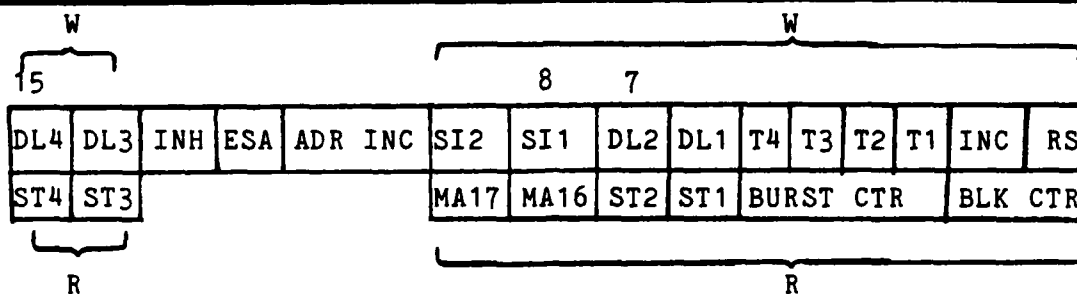 W W
15 8 7
DL4 DL3 INH ESA ADR INC SI2 SI1 DL2 DL1 T4 T3 T2 T1 INC RS
ST4 ST3 MA17 MA16 ST2 ST1 BURST CTR BLK CTR
R R